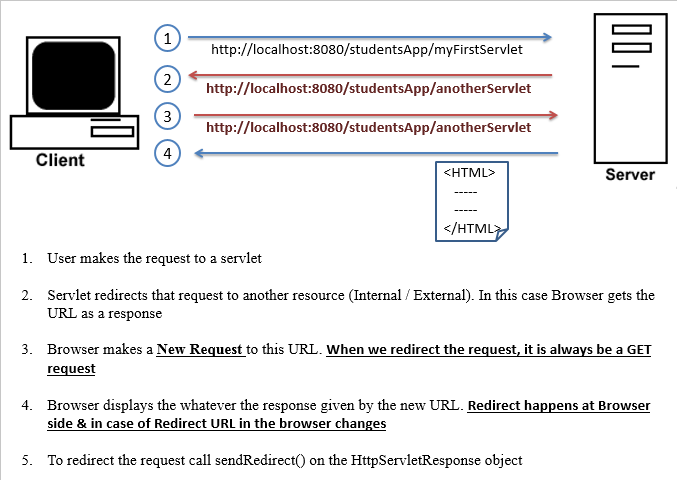 1
http://localhost:8080/studentsApp/myFirstServlet
2
http://localhost:8080/studentsApp/anotherServlet
3
http://localhost:8080/studentsApp/anotherServlet
4
Client
Server
<HTML>
-----
-----
</HTML>
1. User makes the request to a servlet
2. Servlet redirects that request to another resource (Internal / External). In this case Browser gets the
URL as a response
3. Browser makes a New Request to this URL. When we redirect the request, it is always be a GET
request
4. Browser displays the whatever the response given by the new URL. Redirect happens at Browser
side & in case of Redirect URL in the browser changes
5. To redirect the request call sendRedirect() on the HttpServletResponse object